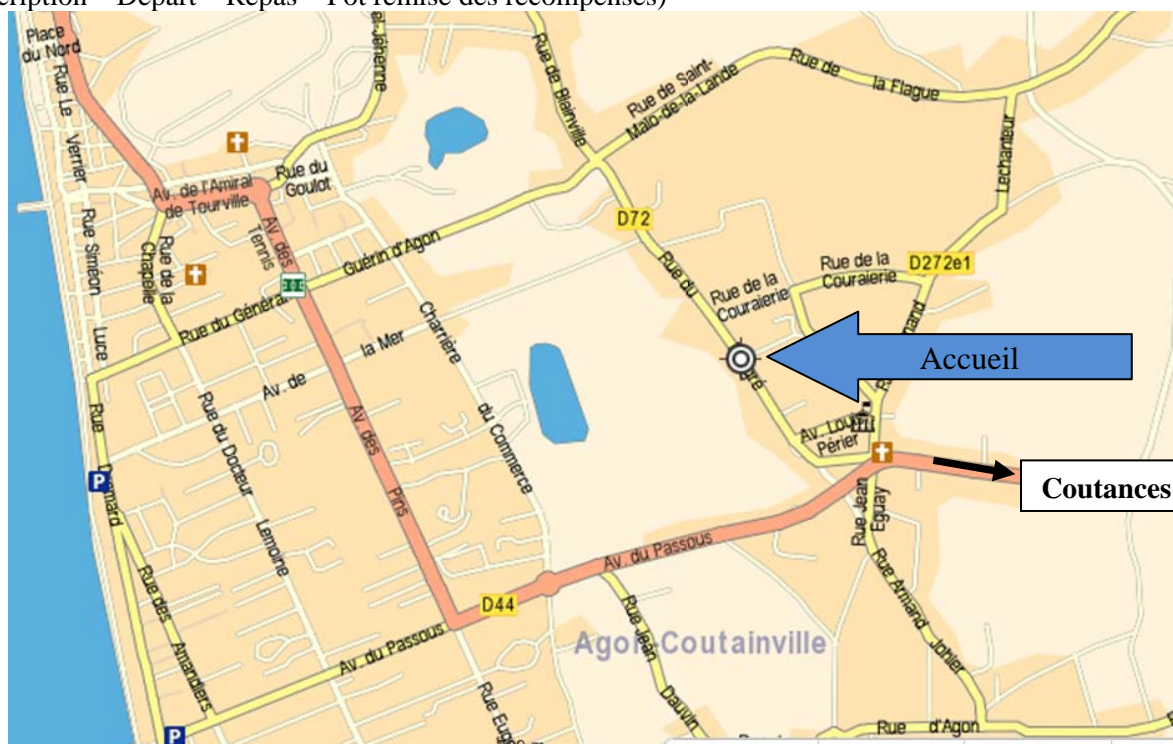 cription – Départ – Repas – Pot remise des récompenses)
Place
du Nord
Rue Le
Verrier
Rue de Blainville
Rue de Saint-
Malo-de-la-Lande
Rue de
la Flague
Lechanteur
Av. de l'Amiral
de Tourville
Rue du
Goulot
Rue Siméon
Luce
Rue de la
Chapelle
Av. des
Tennis
D72
Rue du Général
Guérin d'Agon
Rue du
Rue de la
Couraierie
Rue de la
Couraierie
D272e1
Accueil
Av. de
la Mer
Charrière
du Commerce
Av. des
Pins
Rue du Docteur
Lemoine
Av. Louis
Périer
Coutances
P
Rue
Rue Jean
Eguay
Av. du Passous
Rue Armand
Johier
D44
Rue des
Amandiers
Av. du Passous
Rue Jean
Dauvin
Agon-Coutainville
Rue
d'Agon
P